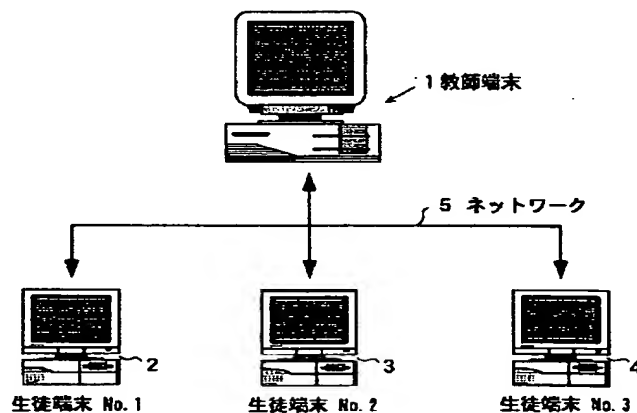 1 教師端末
5 ネットワーク
2
3
4
生徒端末 No. 1
生徒端末 No. 2
生徒端末 No. 3